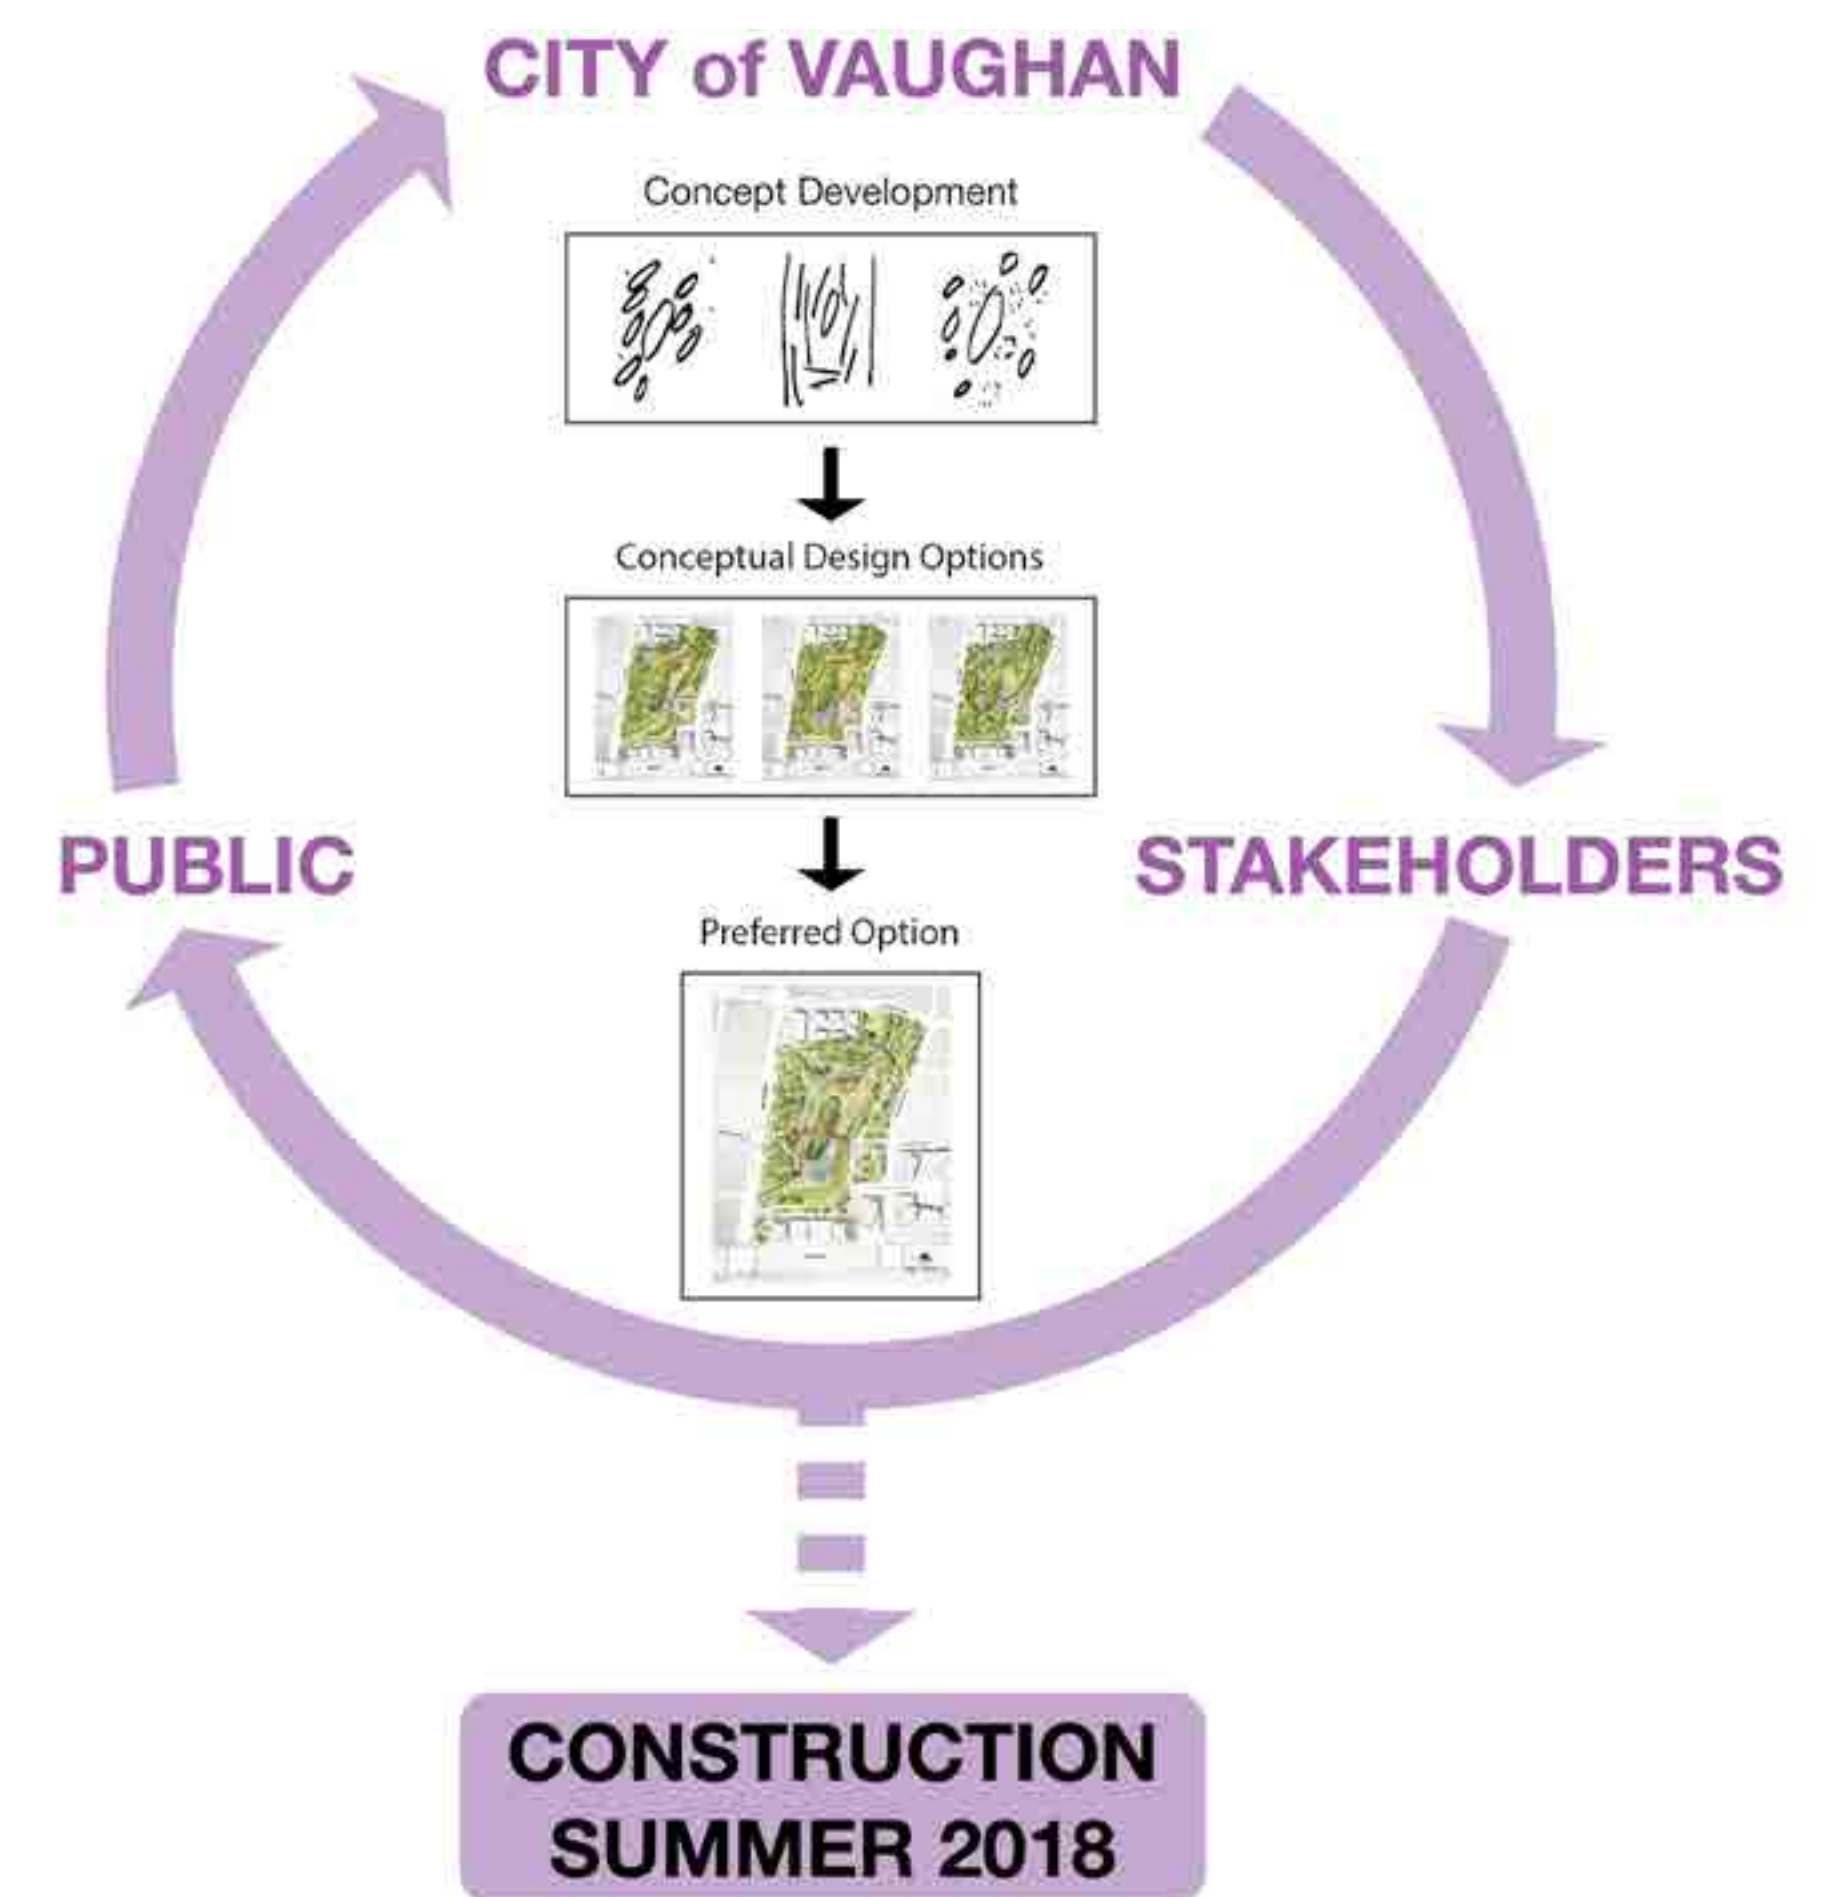 CITY of VAUGHAN
Concept Development
Conceptual Design Options
PUBLIC
STAKEHOLDERS
Preferred Option
CONSTRUCTION
SUMMER 2018